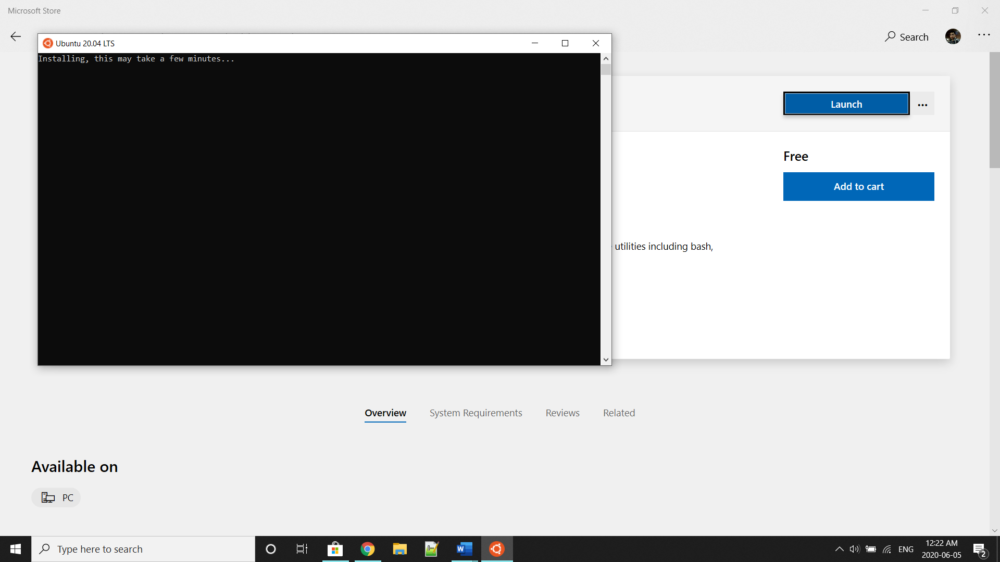 Microsoft Store
Search
Ubuntu 20.04 LTS
Installing, this may take a few minutes...
Launch
Free
Add to cart
utilities including bash,
Overview System Requirements Reviews Related
Available on
PC
Type here to search
ENG
12:22 AM
2020-06-05
2